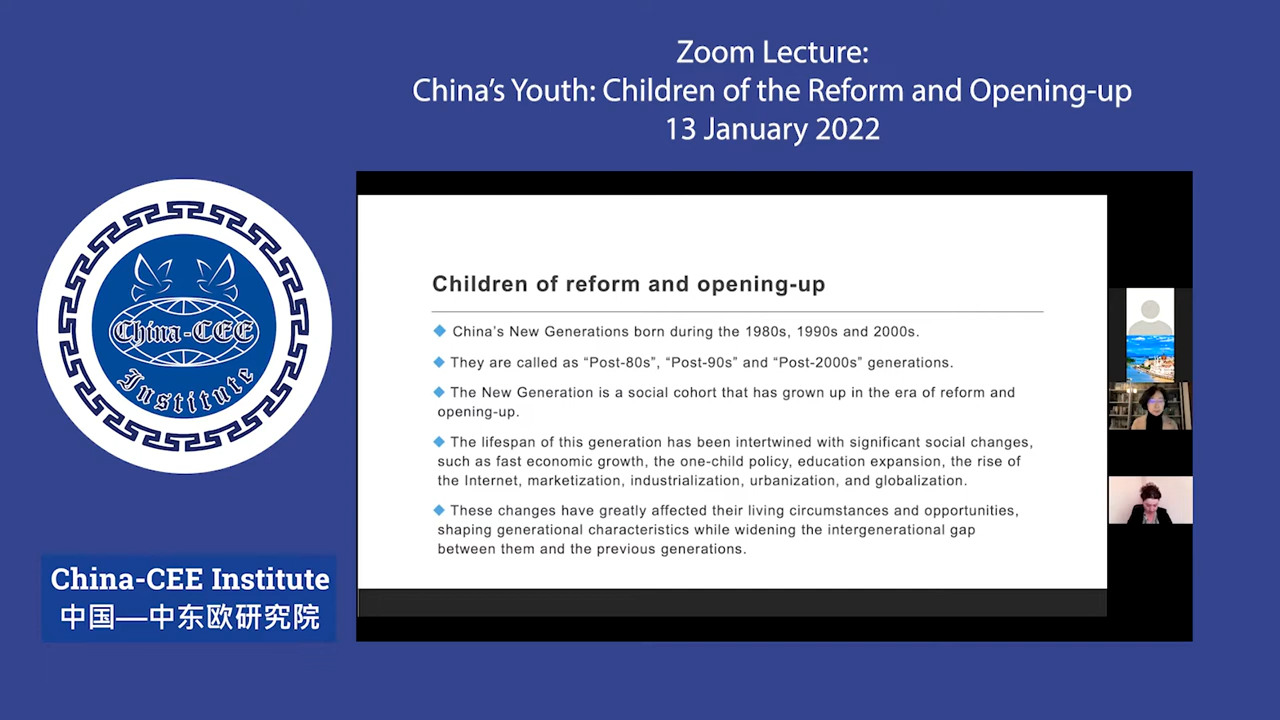 Zoom Lecture:
China's Youth: Children of the Reform and Opening-up
13 January 2022
China-CEE
Institute
China-CEE Institute
中国—中东欧研究院
Children of reform and opening-up
China's New Generations born during the 1980s, 1990s and 2000s.
They are called as “Post-80s”, “Post-90s” and “Post-2000s” generations.
The New Generation is a social cohort that has grown up in the era of reform and
opening-up.
The lifespan of this generation has been intertwined with significant social changes,
such as fast economic growth, the one-child policy, education expansion, the rise of
the Internet, marketization, industrialization, urbanization, and globalization.
These changes have greatly affected their living circumstances and opportunities,
shaping generational characteristics while widening the intergenerational gap
between them and the previous generations.